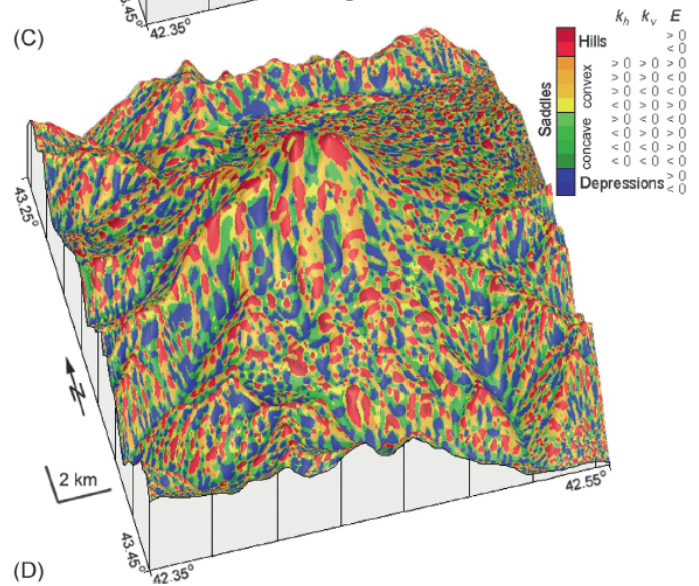 43.45°
42.35°
(C)
k_h k_v E
Hills
> 0
< 0
Saddles
convex
> 0 > 0 > 0
> 0 > 0 < 0
> 0 < 0 < 0
< 0 > 0 > 0
concave
< 0 > 0 > 0
> 0 < 0 < 0
< 0 < 0 > 0
< 0 < 0 < 0
Depressions
> 0
< 0
43.25°
N
2 km
42.55°
43.45°
42.35°
(D)